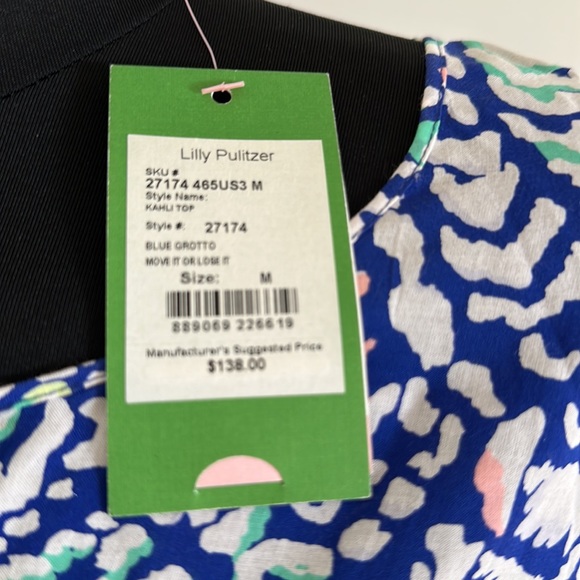 Lilly Pulitzer
SKU #
27174 465US3 M
Style Name:
KAHLI TOP
Style #: 27174
BLUE GROTTO
MOVE IT OR LOSE IT
Size: M
889069 226619
Manufacturer's Suggested Price
$138.00